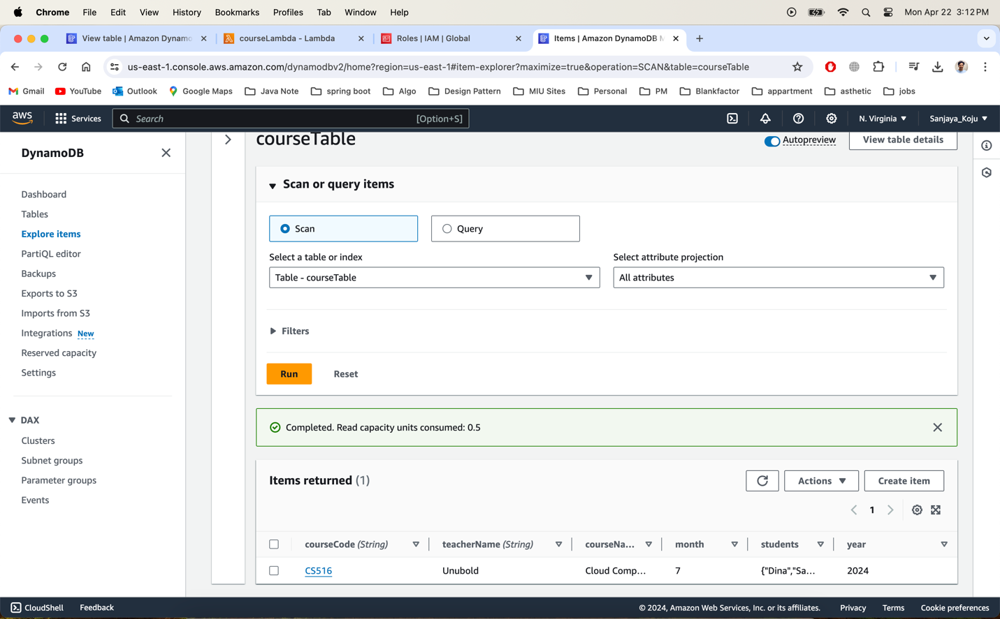 Chrome File Edit View History Bookmarks Profiles Tab Window Help Mon Apr 22 3:12 PM
View table | Amazon Dynamo courseLambda - Lambda Roles | IAM | Global Items | Amazon DynamoDB M
us-east-1.console.aws.amazon.com/dynamodbv2/home?region=us-east-1#item-explorer?maximize=true&operation=SCAN&table=courseTable
Gmail YouTube Outlook Google Maps Java Note spring boot Algo Design Pattern MIU Sites Personal PM Blankfactor appartment asthetic jobs
aws Services Search [Option+S] N. Virginia Sanjaya_Koju
DynamoDB
Dashboard
Tables
Explore items
PartiQL editor
Backups
Exports to S3
Imports from S3
Integrations New
Reserved capacity
Settings
DAX
Clusters
Subnet groups
Parameter groups
Events
courseTable
Autopreview View table details
Scan or query items
Scan Query
Select a table or index Select attribute projection
Table - courseTable All attributes
Filters
Run Reset
Completed. Read capacity units consumed: 0.5
Items returned (1)
Actions Create item
1
courseCode (String) teacherName (String) courseNa... month students year
CS516 Unubold Cloud Comp... 7 {"Dina","Sa... 2024
CloudShell Feedback © 2024, Amazon Web Services, Inc. or its affiliates. Privacy Terms Cookie preferences